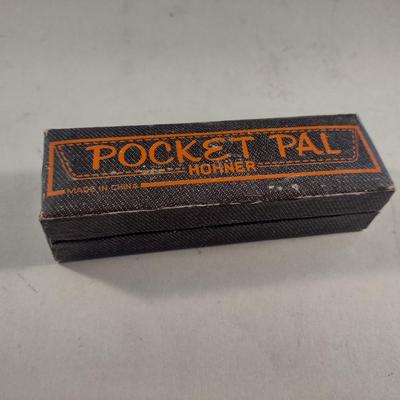 POCKET PAL
HOHNER
MADE IN CHINA